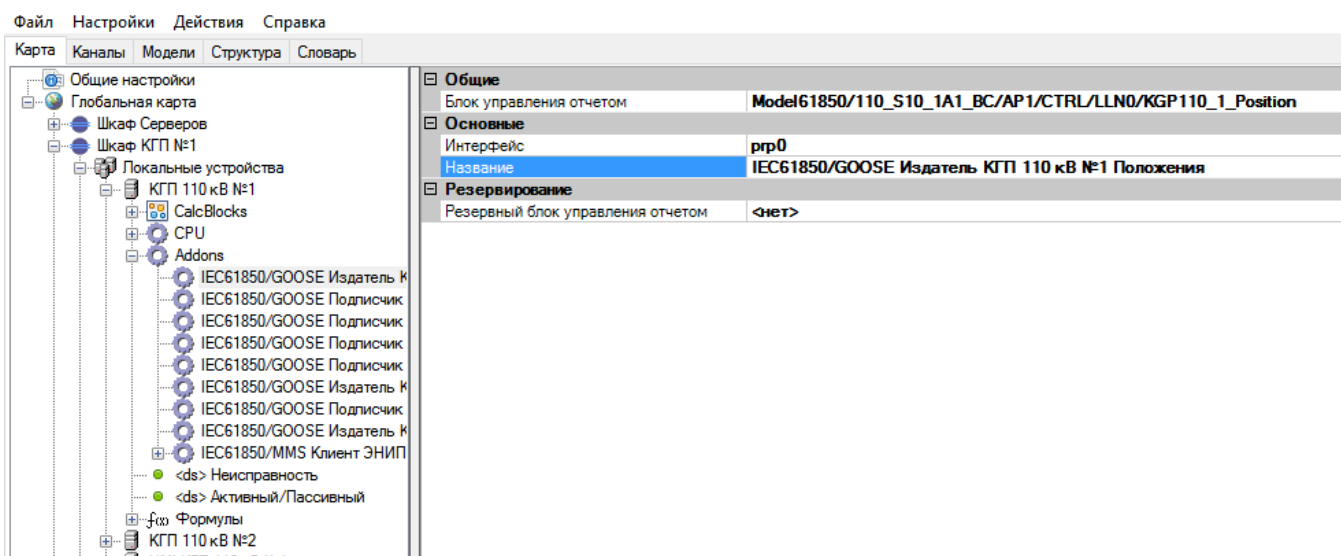 Файл Настройки Действия Справка
Карта Каналы Модели Структура Словарь
Общие настройки
Глобальная карта
Шкаф Серверов
Шкаф КГП №1
Локальные устройства
КГП 110 кВ №1
CalcBlocks
CPU
Addons
IEC61850/GOOSE Издатель К
IEC61850/GOOSE Подписчик
IEC61850/GOOSE Подписчик
IEC61850/GOOSE Подписчик
IEC61850/GOOSE Подписчик
IEC61850/GOOSE Издатель К
IEC61850/GOOSE Подписчик
IEC61850/GOOSE Издатель К
IEC61850/MMS Клиент ЭНИП
<ds> Неисправность
<ds> Активный/Пассивный
f(x) Формулы
КГП 110 кВ №2
Общие
Блок управления отчетом Model61850/110_S10_1A1_BC/AP1/CTRL/LLN0/KGP110_1_Position
Основные
Интерфейс prp0
Название IEC61850/GOOSE Издатель КГП 110 кВ №1 Положения
Резервирование
Резервный блок управления отчетом <нет>